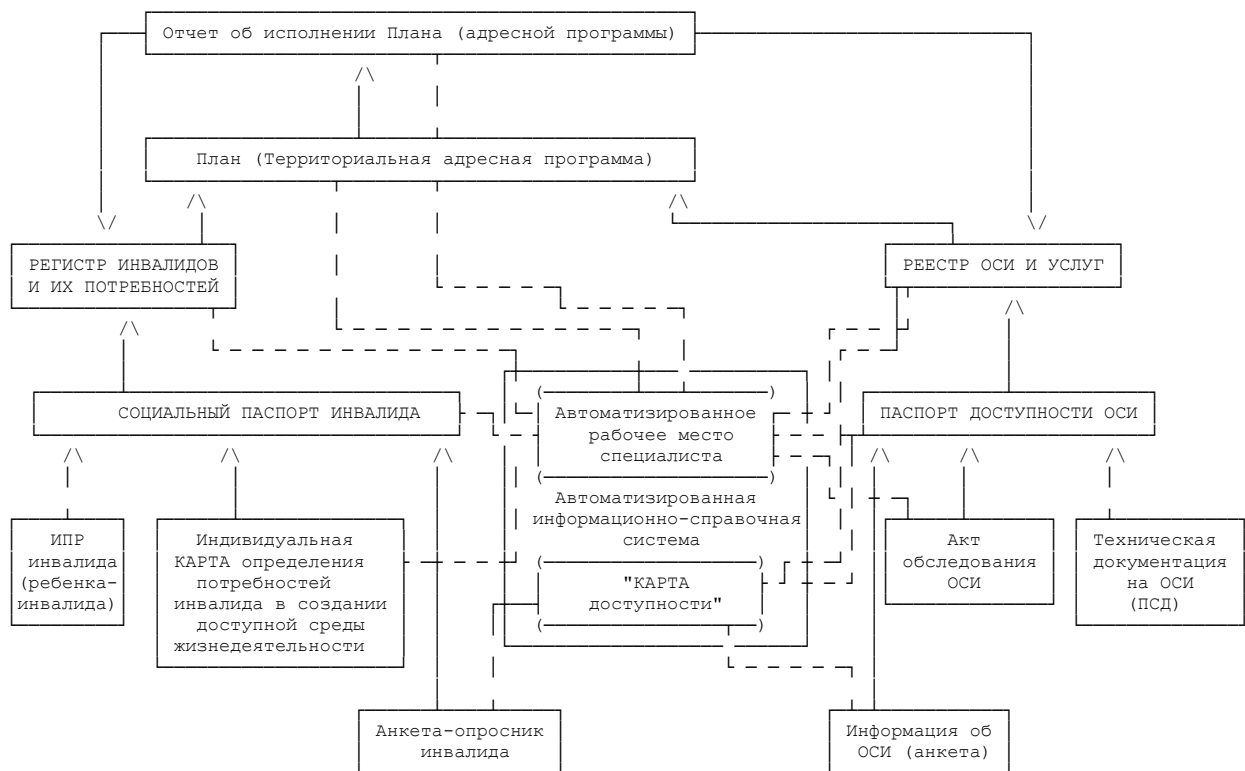 Отчет об исполнении Плана (адресной программы)
План (Территориальная адресная программа)
РЕГИСТР ИНВАЛИДОВ
И ИХ ПОТРЕБНОСТЕЙ
РЕЕСТР ОСИ И УСЛУГ
СОЦИАЛЬНЫЙ ПАСПОРТ ИНВАЛИДА
Автоматизированное
рабочее место
специалиста
ПАСПОРТ ДОСТУПНОСТИ ОСИ
Автоматизированная
информационно-справочная
система
ИПР
инвалида
(ребенка-
инвалида)
Индивидуальная
КАРТА определения
потребностей
инвалида в создании
доступной среды
жизнедеятельности
"КАРТА
ДОСТУПНОСТИ"
Акт
обследования
ОСИ
Техническая
документация
на ОСИ
(ПСД)
Анкета-опросник
инвалида
Информация об
ОСИ (анкета)